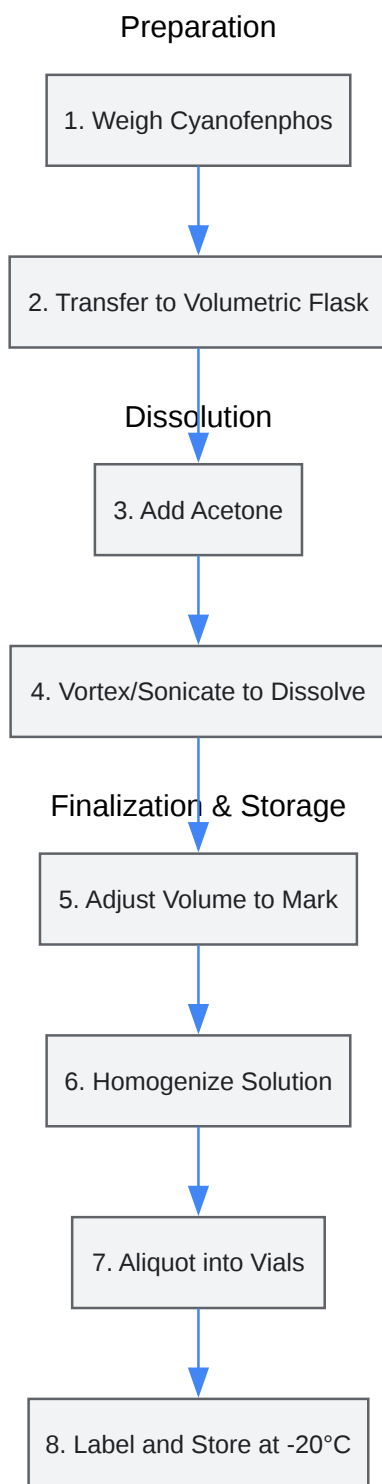 Preparation
1. Weigh Cyanofenphos
2. Transfer to Volumetric Flask
Dissolution
3. Add Acetone
4. Vortex/Sonicate to Dissolve
Finalization & Storage
5. Adjust Volume to Mark
6. Homogenize Solution
7. Aliquot into Vials
8. Label and Store at -20°C